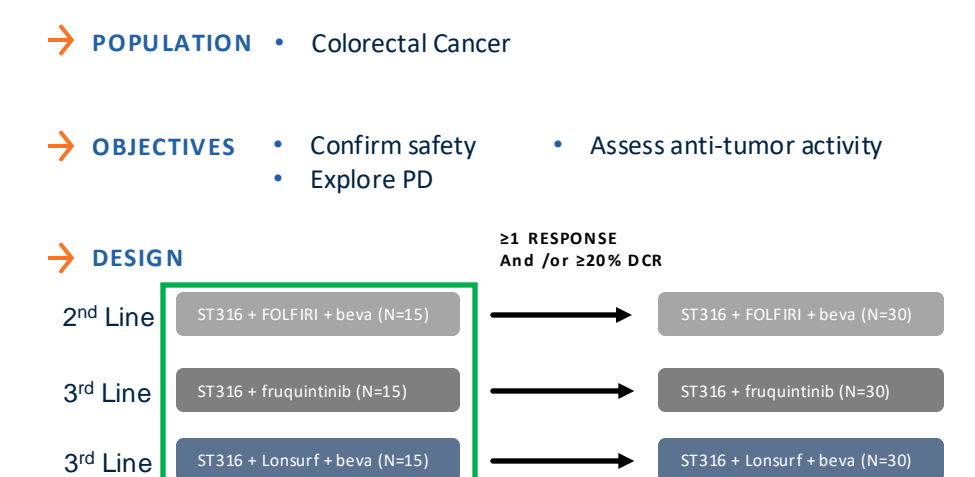 POPULATION • Colorectal Cancer
OBJECTIVES • Confirm safety • Assess anti-tumor activity
• Explore PD
≥1 RESPONSE
And /or ≥20% DCR
DESIGN
2nd Line ST316 + FOLFIRI + beva (N=15) ST316 + FOLFIRI + beva (N=30)
3rd Line ST316 + fruquintinib (N=15) ST316 + fruquintinib (N=30)
3rd Line ST316 + Lonsurf + beva (N=15) ST316 + Lonsurf + beva (N=30)